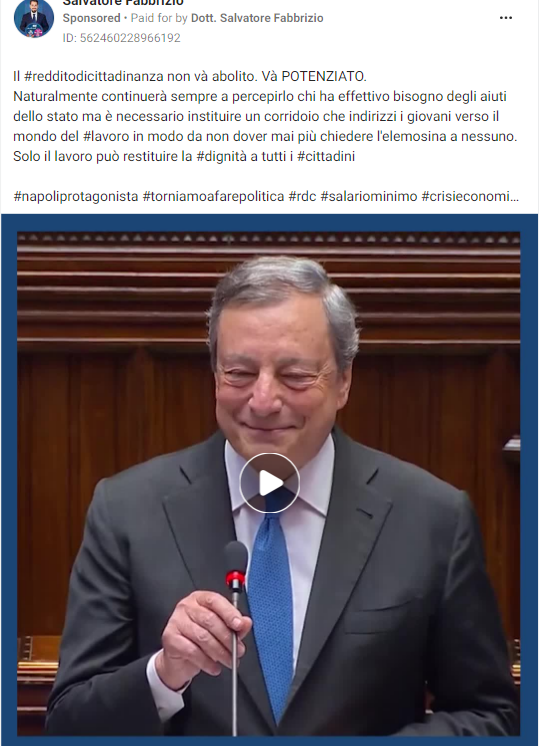 Salvatore Fabbrizio
Sponsored • Paid for by Dott. Salvatore Fabbrizio
ID: 562460228966192
Il #redditodicittadinanza non và abolito. Và POTENZIATO.
Naturalmente continuerà sempre a percepirlo chi ha effettivo bisogno degli aiuti
dello stato ma è necessario instituire un corridoio che indirizzi i giovani verso il
mondo del #lavoro in modo da non dover mai più chiedere l'elemosina a nessuno.
Solo il lavoro può restituire la #dignità a tutti i #cittadini
#napoliprotagonista #torniamoafarepolitica #rdc #salariominimo #crisieconomi...